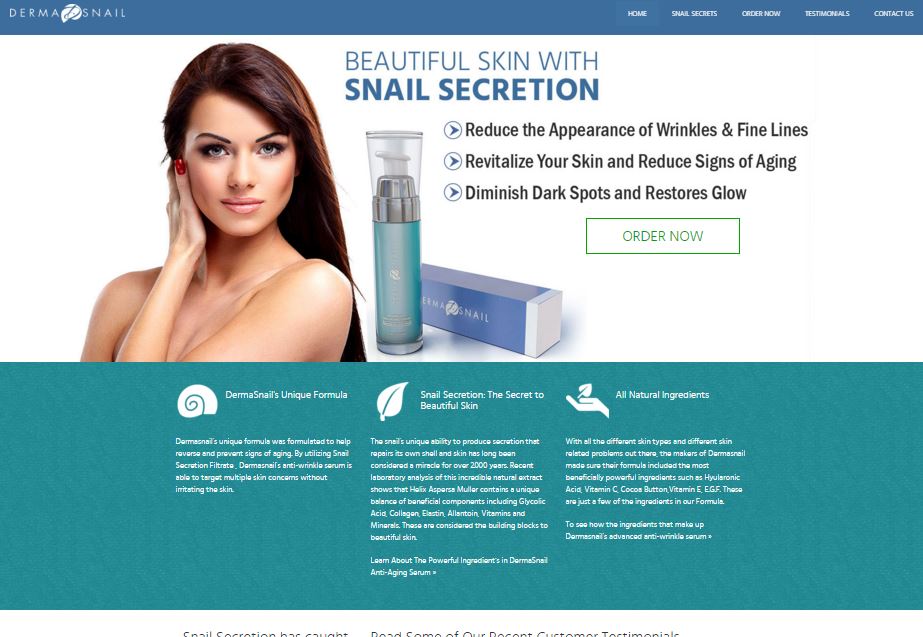 DERMA SNAIL
HOME SNAIL SECRETS ORDER NOW TESTIMONIALS CONTACT US
BEAUTIFUL SKIN WITH
SNAIL SECRETION
Reduce the Appearance of Wrinkles & Fine Lines
Revitalize Your Skin and Reduce Signs of Aging
Diminish Dark Spots and Restores Glow
ORDER NOW
ERMA SNAIL
DermaSnail's Unique Formula
Dermasnail's unique formula was formulated to help
reverse and prevent signs of aging. By utilizing Snail
Secretion Filtrate , Dermasnail's anti-wrinkle serum is
able to target multiple skin concerns without
irritating the skin.
Snail Secretion: The Secret to
Beautiful Skin
The snail's unique ability to produce secretion that
repairs its own shell and skin has long been
considered a miracle for over 2000 years. Recent
laboratory analysis of this incredible natural extract
shows that Helix Aspersa Muller contains a unique
balance of beneficial components including Glycolic
Acid, Collagen, Elastin, Allantoin, Vitamins and
Minerals. These are considered the building blocks to
beautiful skin.
Learn About The Powerful Ingredient's in DermaSnail
Anti-Aging Serum »
All Natural Ingredients
With all the different skin types and different skin
related problems out there, the makers of Dermasnail
made sure their formula included the most
beneficially powerful ingredients such as Hyularonic
Acid, Vitamin C, Cocoa Button,Vitamin E, E.G.F. These
are just a few of the ingredients in our Formula.
To see how the ingredients that make up
Dermasnail's advanced anti-wrinkle serum »
Snail Secretion has caught
Read Some of Our Recent Customer Testimonials